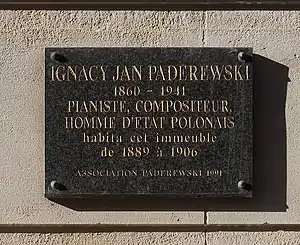 IGNACY JAN PADEREWSKI
1860 - 1941
PIANISTE, COMPOSITEUR,
HOMME D'ETAT POLONAIS
habita cet immeuble
de 1889 à 1906
ASSOCIATION PADEREWSKI 1991